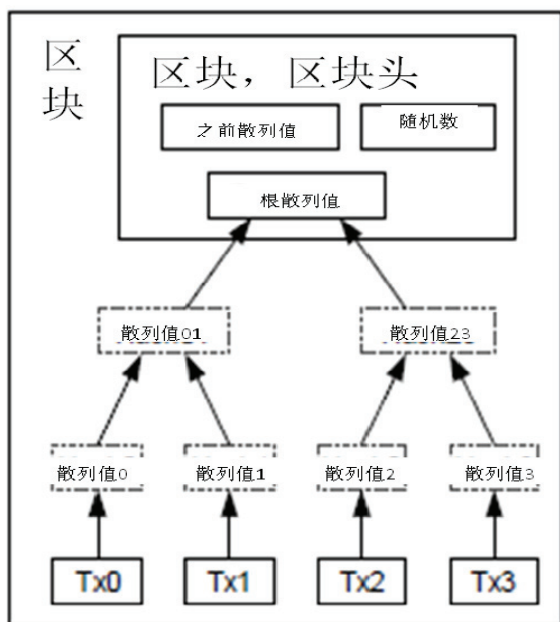 区块
区块，区块头
之前散列值
随机数
根散列值
散列值01
散列值23
散列值0
散列值1
散列值2
散列值3
Tx0
Tx1
Tx2
Tx3